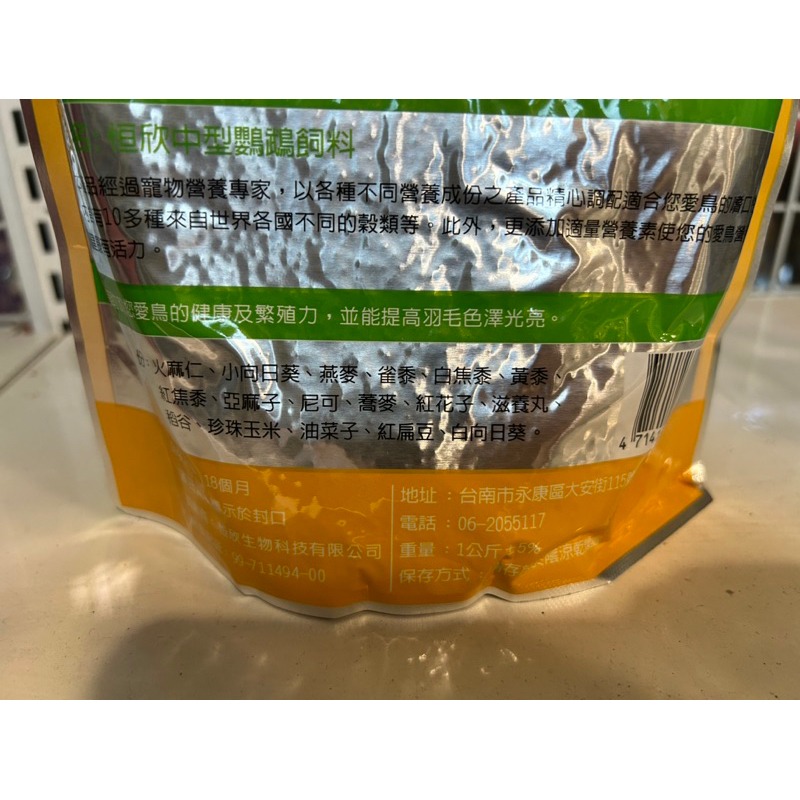 恒欣中型鸚鵡飼料
品經過寵物營養專家，以各種不同營養成份之產品精心調配適合您愛鳥的嗜口
有10多種來自世界各國不同的穀類等。此外，更添加適量營養素使您的愛鳥
活力。
愛鳥的健康及繁殖力，並能提高羽毛色澤光亮。
火麻仁、小向日葵、燕麥、雀黍、白焦黍、黃黍、
紅焦黍、亞麻子、尼可、蕎麥、紅花子、滋養丸、
稻谷、珍珠玉米、油菜子、紅扁豆、白向日葵。
4 714
18個月
示於封口
生物科技有限公司
99-711494-00
地址：台南市永康區大安街115
電話：06-2055117
重量：1公斤±5%
保存方式：存